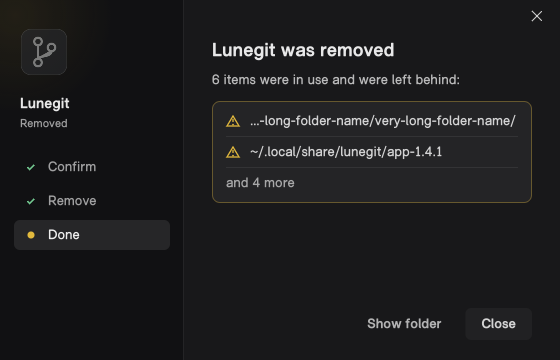 Lunegit
Removed
Confirm
Remove
Done
Lunegit was removed
6 items were in use and were left behind:
...-long-folder-name/very-long-folder-name/
~/.local/share/lunegit/app-1.4.1
and 4 more
Show folder
Close